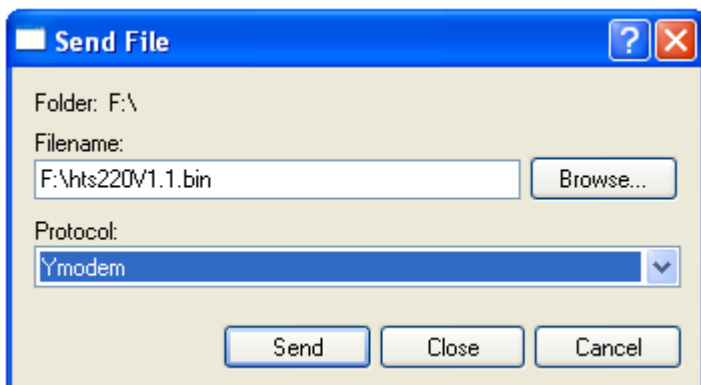 Send File
Folder: F:\
Filename:
F:\hts220V1.1.bin
Browse...
Protocol:
Ymodem
Send Close Cancel